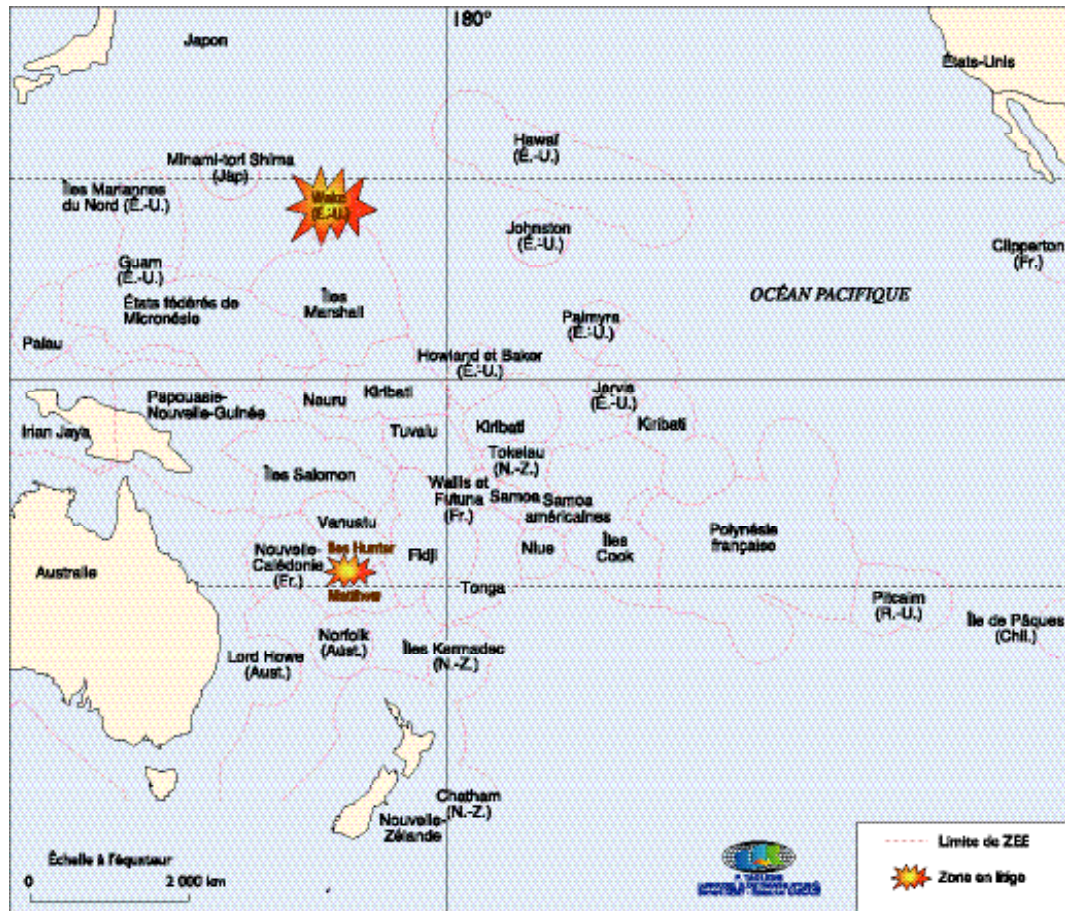 180°
Japon
États-Unis
Hawaï
(É.-U.)
Minami-tori Shima
(Jap)
Îles Mariannes
du Nord (É.-U.)
Wake
(É.-U.)
Johnston
(É.-U.)
Clipperton
(Fr.)
Guam
(É.-U.)
États fédérés de
Micronésie
Îles
Marshall
OCÉAN PACIFIQUE
Palmyra
(É.-U.)
Palau
Howland et Baker
(É.-U.)
Papouasie-
Nouvelle-Guinée
Nauru
Kiribati
Jarvis
(É.-U.)
Irian Jaya
Tuvalu
Kiribati
Kiribati
Tokelau
(N.-Z.)
Îles Salomon
Wallis et
Futuna
(Fr.)
Samoa
Samoa
américaines
Vanuatu
Polynésie
française
Nouvelle-
Calédonie
(Fr.)
Iles Hunter
Matthew
Fidji
Niue
Îles
Cook
Australie
Tonga
Pitcairn
(R.-U.)
Île de Pâques
(Chil.)
Norfolk
(Aust.)
Lord Howe
(Aust.)
Îles Kermadec
(N.-Z.)
Chatham
(N.-Z.)
Nouvelle-
Zélande
Échelle à l'équateur
0 2 000 km
Limite de ZEE
Zone en litige